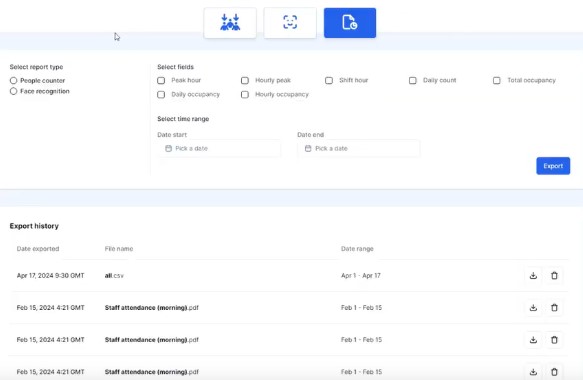 Select report type
People counter
Face recognition
Select fields
Peak hour Hourly peak Shift hour Daily count Total occupancy
Daily occupancy Hourly occupancy
Select time range
Date start Date end
Pick a date Pick a date
Export
Export history
Date exported File name Date range
Apr 17, 2024 9:30 GMT all.csv Apr 1 - Apr 17
Feb 15, 2024 4:21 GMT Staff attendance (morning).pdf Feb 1 - Feb 15
Feb 15, 2024 4:21 GMT Staff attendance (morning).pdf Feb 1 - Feb 15
Feb 15, 2024 4:21 GMT Staff attendance (morning).pdf Feb 1 - Feb 15